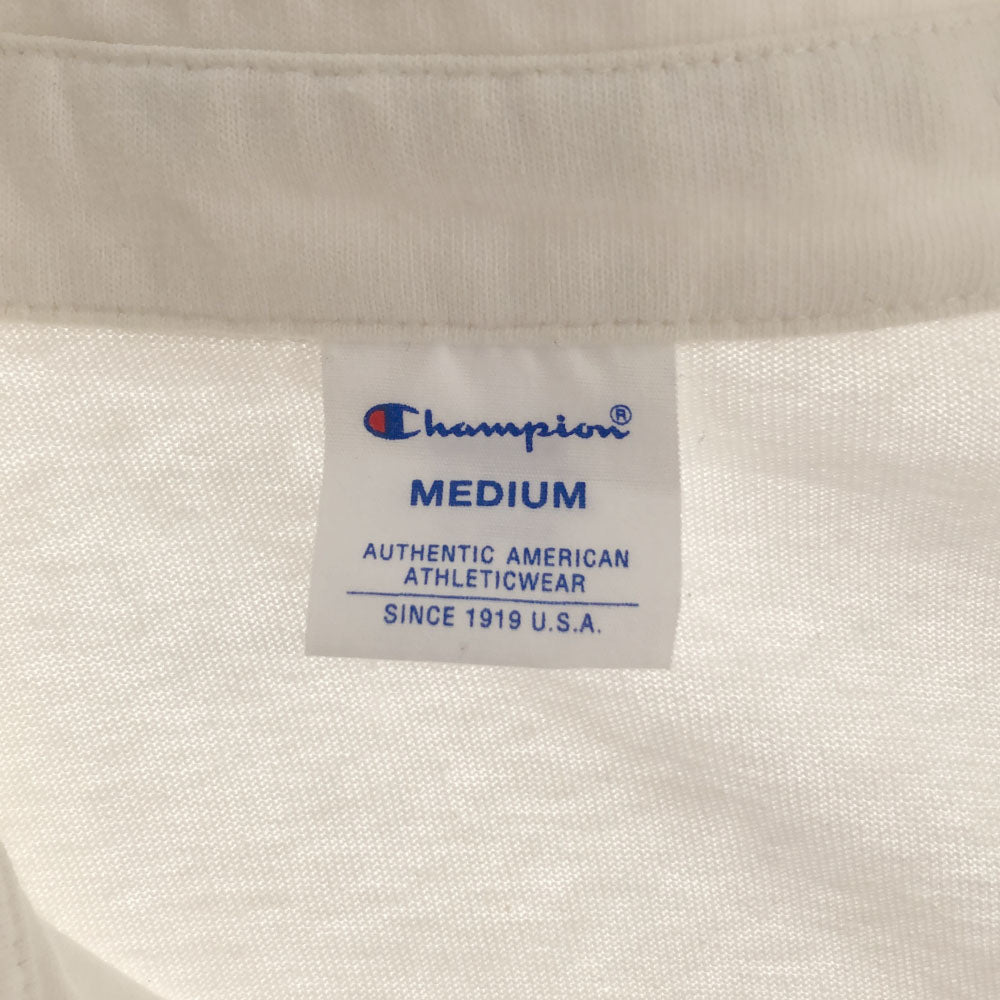 Champion®
MEDIUM
AUTHENTIC AMERICAN
ATHLETICWEAR
SINCE 1919 U.S.A.